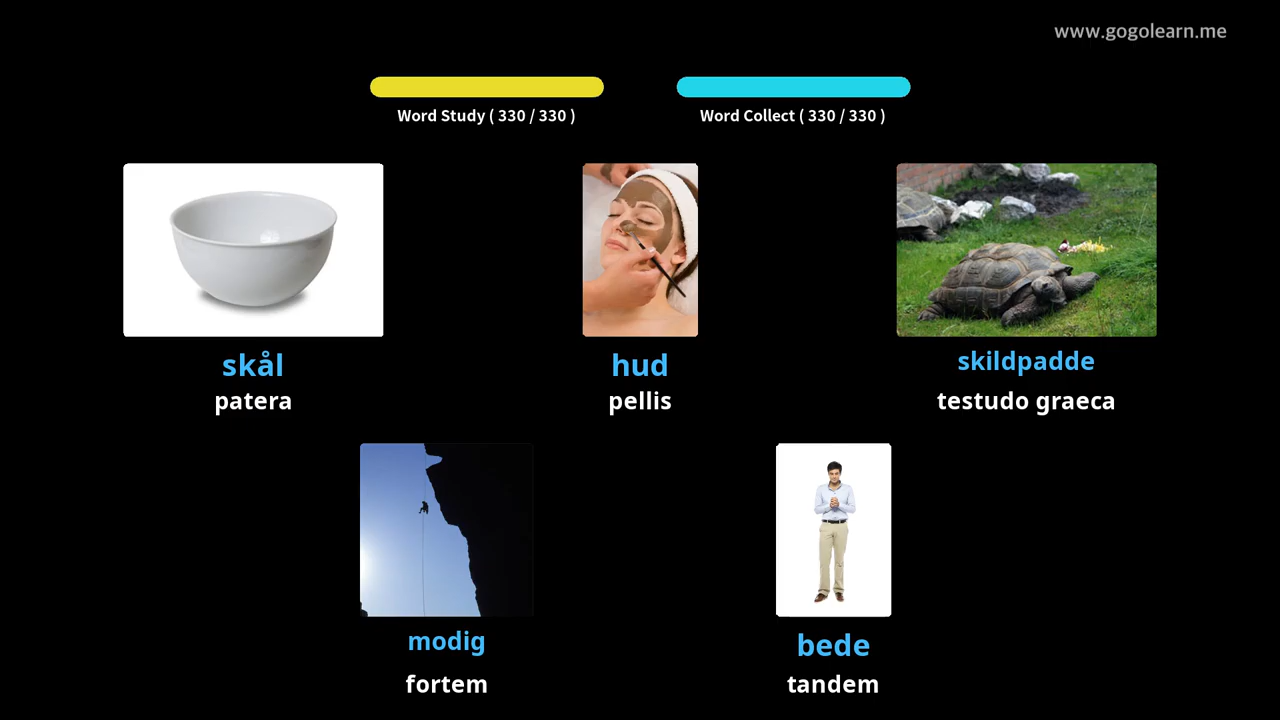 www.gogolearn.me
Word Study ( 330 / 330 )
Word Collect ( 330 / 330 )
skål
patera
hud
pellis
skildpadde
testudo graeca
modig
fortem
bede
tandem